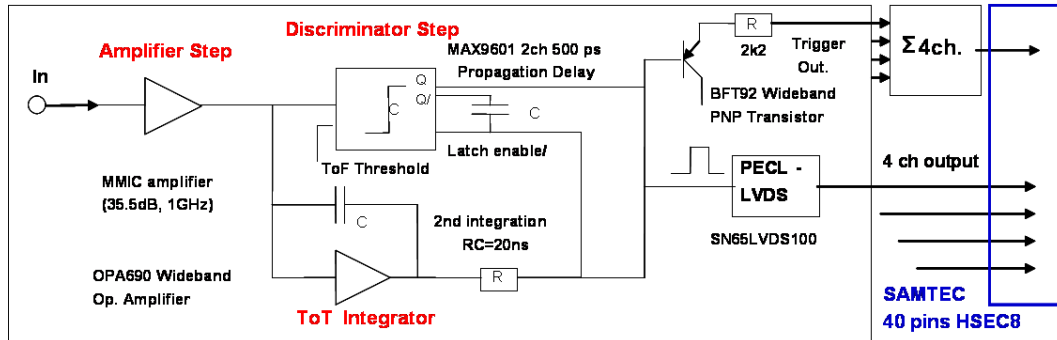 Amplifier Step
Discriminator Step
MAX9601 2ch 500 ps
Propagation Delay
In
Q
Q/
C
C
ToF Threshold
Latch enable/
R
2k2
Trigger
Out.
Σ4ch.
BFT92 Wideband
PNP Transistor
MMIC amplifier
(35.5dB, 1GHz)
C
2nd integration
RC=20ns
R
PECL -
LVDS
4 ch output
SN65LVDS100
OPA690 Wideband
Op. Amplifier
ToT Integrator
SAMTEC
40 pins HSEC8